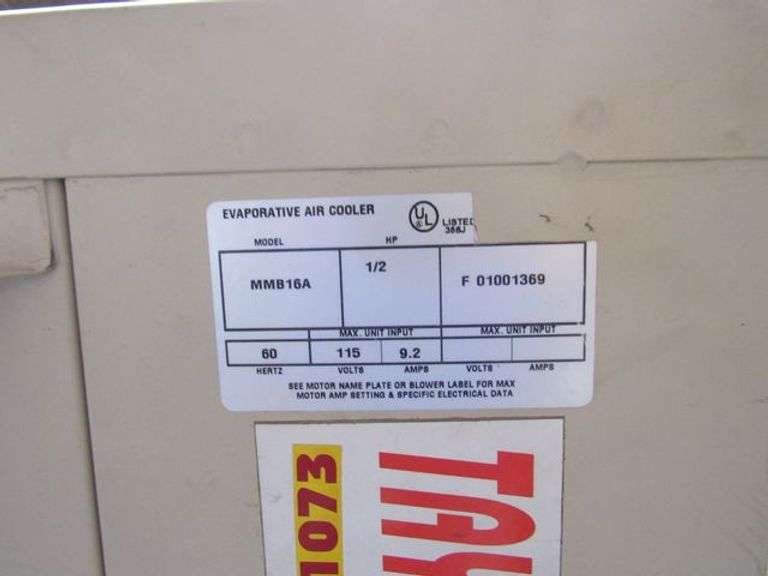 EVAPORATIVE AIR COOLER UL LISTED
356J
MODEL HP
MMB16A 1/2 F 01001369
MAX. UNIT INPUT MAX. UNIT INPUT
60 115 9.2
HERTZ VOLTS AMPS VOLTS AMPS
SEE MOTOR NAME PLATE OR BLOWER LABEL FOR MAX
MOTOR AMP SETTING & SPECIFIC ELECTRICAL DATA
1073
TAY